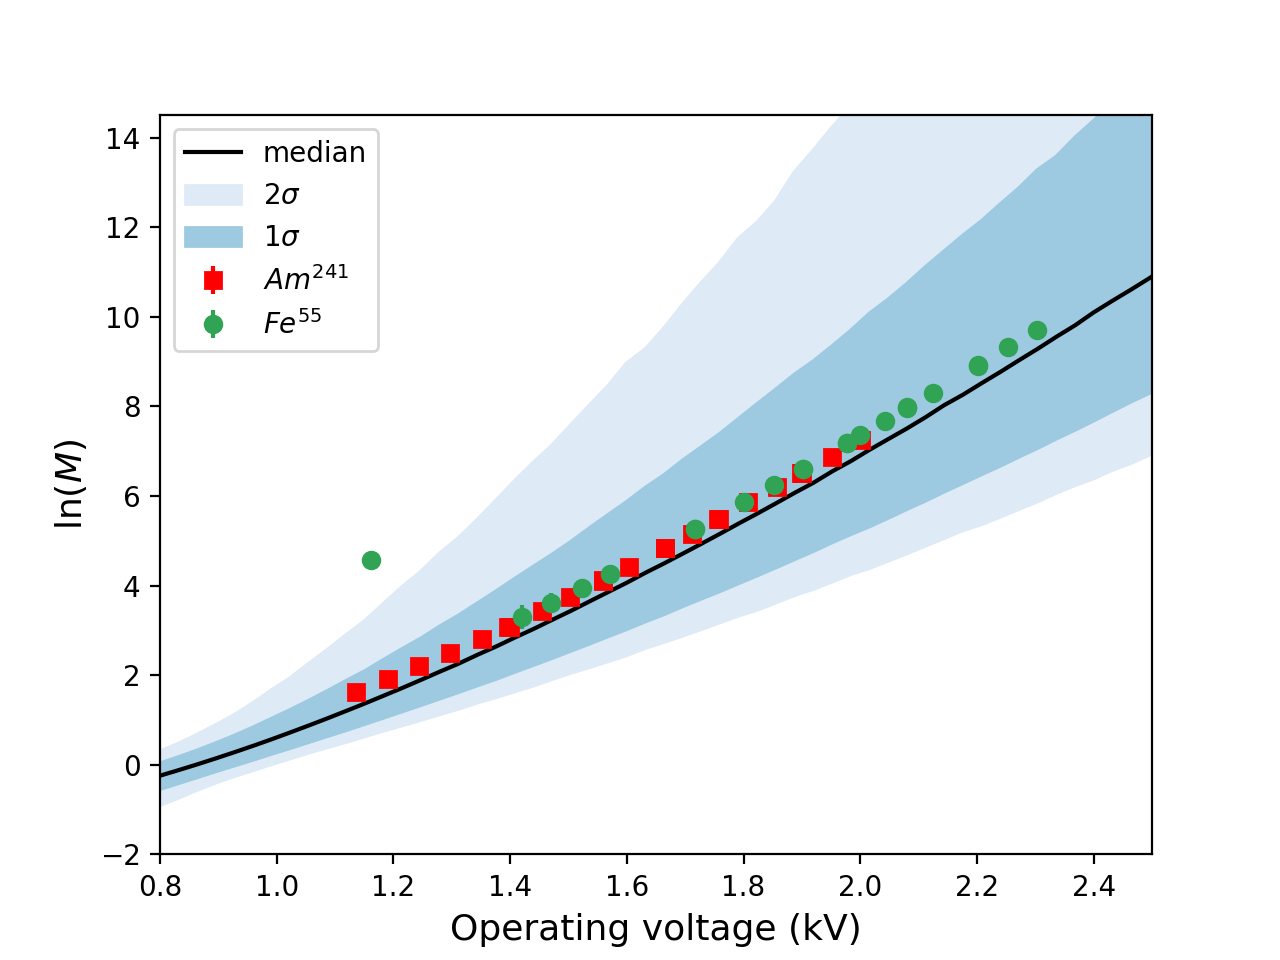 14
12
10
8
6
4
2
0
−2
0.8 1.0 1.2 1.4 1.6 1.8 2.0 2.2 2.4
ln(M)
Operating voltage (kV)
median
2σ
1σ
Am²⁴¹
Fe⁵⁵